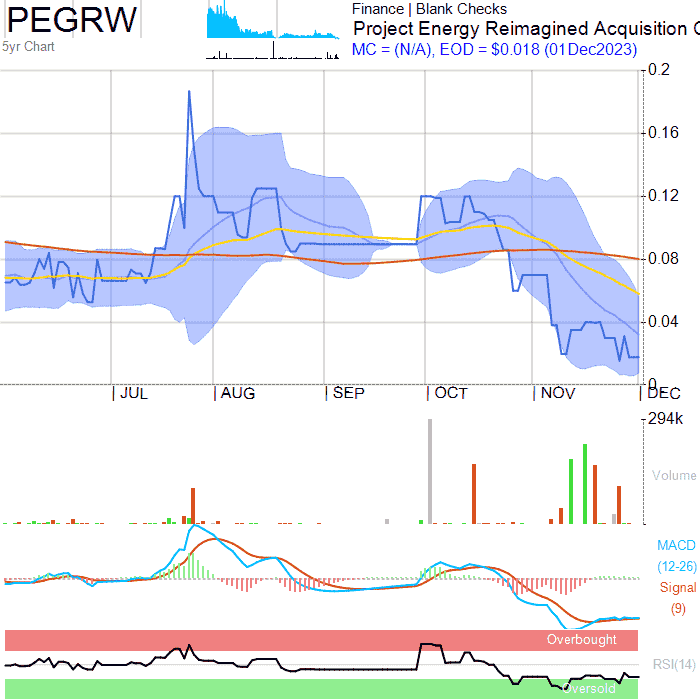 PEGRW
5yr Chart
Finance | Blank Checks
Project Energy Reimagined Acquisition C
MC = (N/A), EOD = $0.018 (01Dec2023)
0.2
0.16
0.12
0.08
0.04
0
| JUL | AUG | SEP | OCT | NOV | DEC
294k
Volume
MACD
(12-26)
Signal
(9)
Overbought
RSI(14)
Oversold